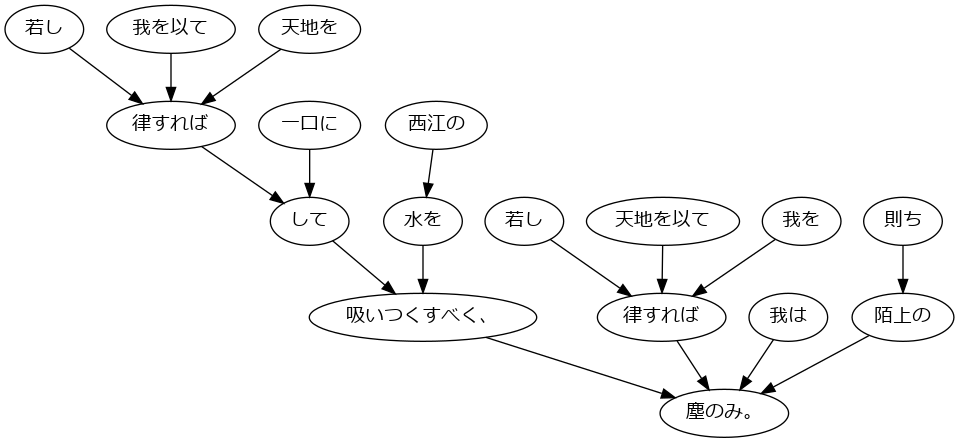 若し
我を以て
天地を
律すれば
一口に
して
西江の
水を
吸いつくすべく、
若し
天地を以て
我を
律すれば
我は
則ち
陌上の
塵のみ。